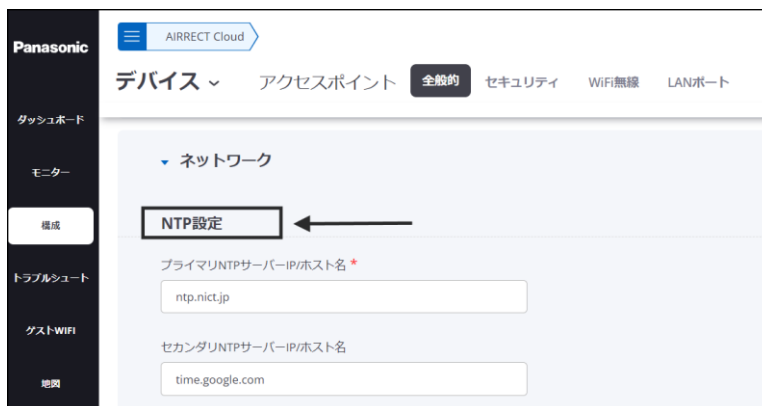 Panasonic
AIRRECT Cloud
デバイス アクセスポイント 全般的 セキュリティ WiFi無線 LANポート
ダッシュボード
モニター
構成
トラブルシュート
ゲストWIFI
地図
ネットワーク
NTP設定
プライマリNTPサーバーIP/ホスト名 *
ntp.nict.jp
セカンダリNTPサーバーIP/ホスト名
time.google.com